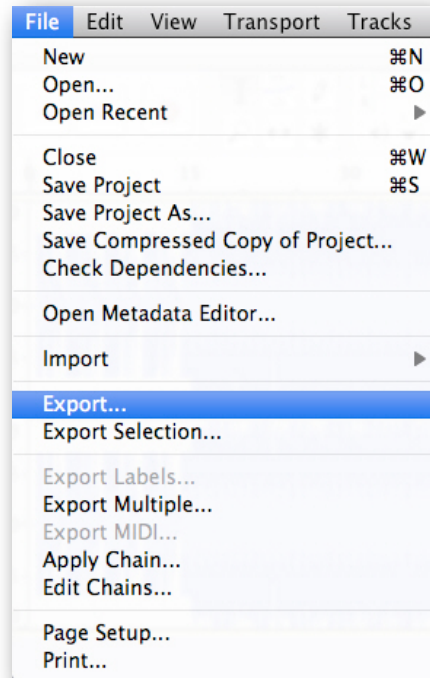 File Edit View Transport Tracks
New ⌘N
Open... ⌘O
Open Recent ▶
Close ⌘W
Save Project ⌘S
Save Project As...
Save Compressed Copy of Project...
Check Dependencies...
Open Metadata Editor...
Import ▶
Export...
Export Selection...
Export Labels...
Export Multiple...
Export MIDI...
Apply Chain...
Edit Chains...
Page Setup...
Print...